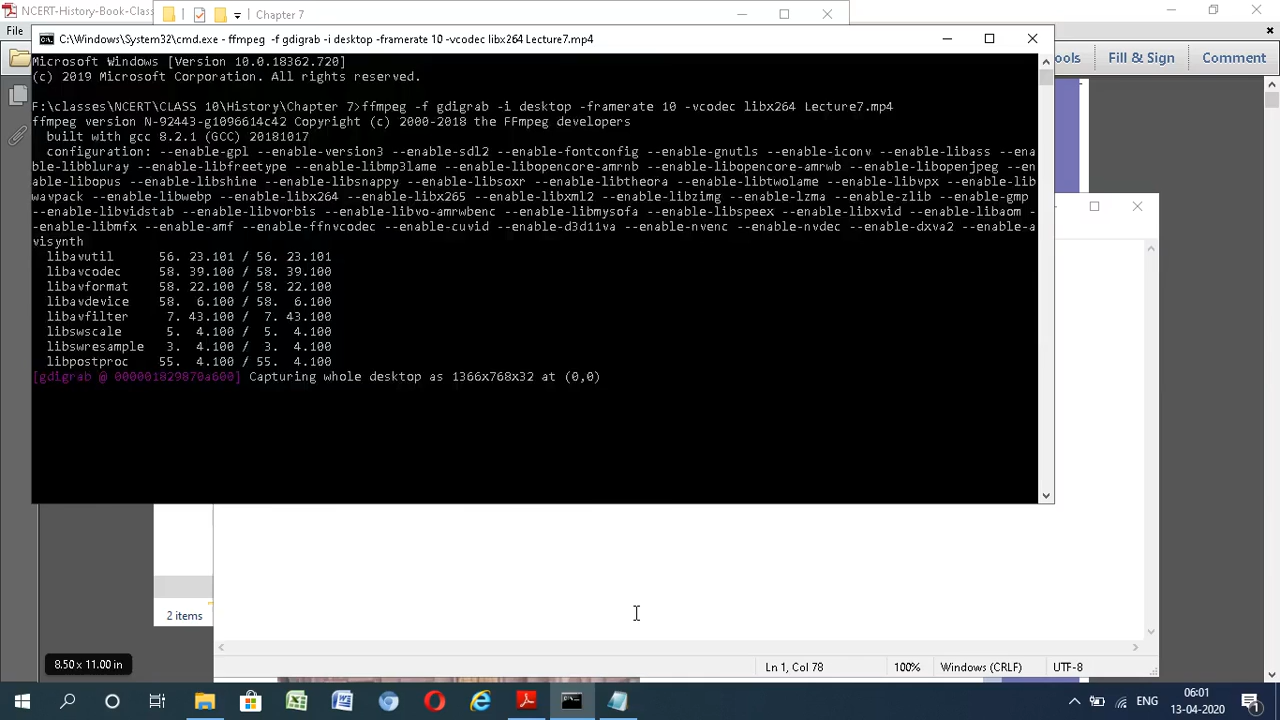 NCERT-History-Book-Class
Chapter 7
File
ools
Fill & Sign
Comment
C:\Windows\System32\cmd.exe - ffmpeg  -f gdigrab -i desktop -framerate 10 -vcodec libx264 Lecture7.mp4
Microsoft Windows [Version 10.0.18362.720]
(c) 2019 Microsoft Corporation. All rights reserved.
F:\classes\NCERT\CLASS 10\History\Chapter 7>ffmpeg -f gdigrab -i desktop -framerate 10 -vcodec libx264 Lecture7.mp4
ffmpeg version N-92443-g1096614c42 Copyright (c) 2000-2018 the FFmpeg developers
built with gcc 8.2.1 (GCC) 20181017
configuration: --enable-gpl --enable-version3 --enable-sdl2 --enable-fontconfig --enable-gnutls --enable-iconv --enable-libass --ena
ble-libbluray --enable-libfreetype --enable-libmp3lame --enable-libopencore-amrnb --enable-libopencore-amrwb --enable-libopenjpeg --en
able-libopus --enable-libshine --enable-libsnappy --enable-libsoxr --enable-libtheora --enable-libtwolame --enable-libvpx --enable-lib
wavpack --enable-libwebp --enable-libx264 --enable-libx265 --enable-libxml2 --enable-libzimg --enable-lzma --enable-zlib --enable-gmp
--enable-libvidstab --enable-libvorbis --enable-libvo-amrwbenc --enable-libmysofa --enable-libspeex --enable-libxvid --enable-libaom -
-enable-libmfx --enable-amf --enable-ffnvcodec --enable-cuvid --enable-d3d11va --enable-nvenc --enable-nvdec --enable-dxva2 --enable-a
visynth
libavutil      56. 23.101 / 56. 23.101
libavcodec     58. 39.100 / 58. 39.100
libavformat    58. 22.100 / 58. 22.100
libavdevice    58.  6.100 / 58.  6.100
libavfilter     7. 43.100 /  7. 43.100
libswscale      5.  4.100 /  5.  4.100
libswresample   3.  4.100 /  3.  4.100
libpostproc    55.  4.100 / 55.  4.100
[gdigrab @ 000001829870a600] Capturing whole desktop as 1366x768x32 at (0,0)
2 items
8.50 x 11.00 in
Ln 1, Col 78
100%
Windows (CRLF)
UTF-8
ENG
06:01
13-04-2020
1